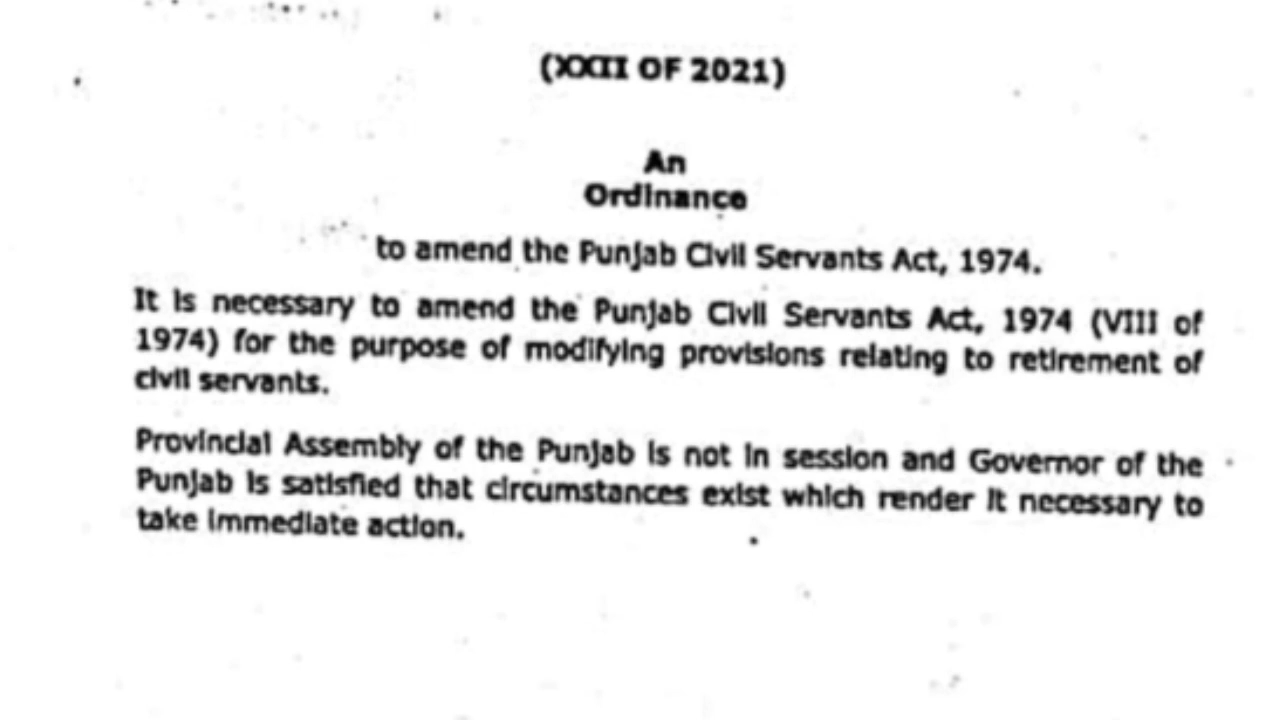 (XXII OF 2021)
An
Ordinance
to amend the Punjab Civil Servants Act, 1974.
It is necessary to amend the Punjab Civil Servants Act, 1974 (VIII of
1974) for the purpose of modifying provisions relating to retirement of
civil servants.
Provincial Assembly of the Punjab is not in session and Governor of the
Punjab is satisfied that circumstances exist which render it necessary to
take immediate action.